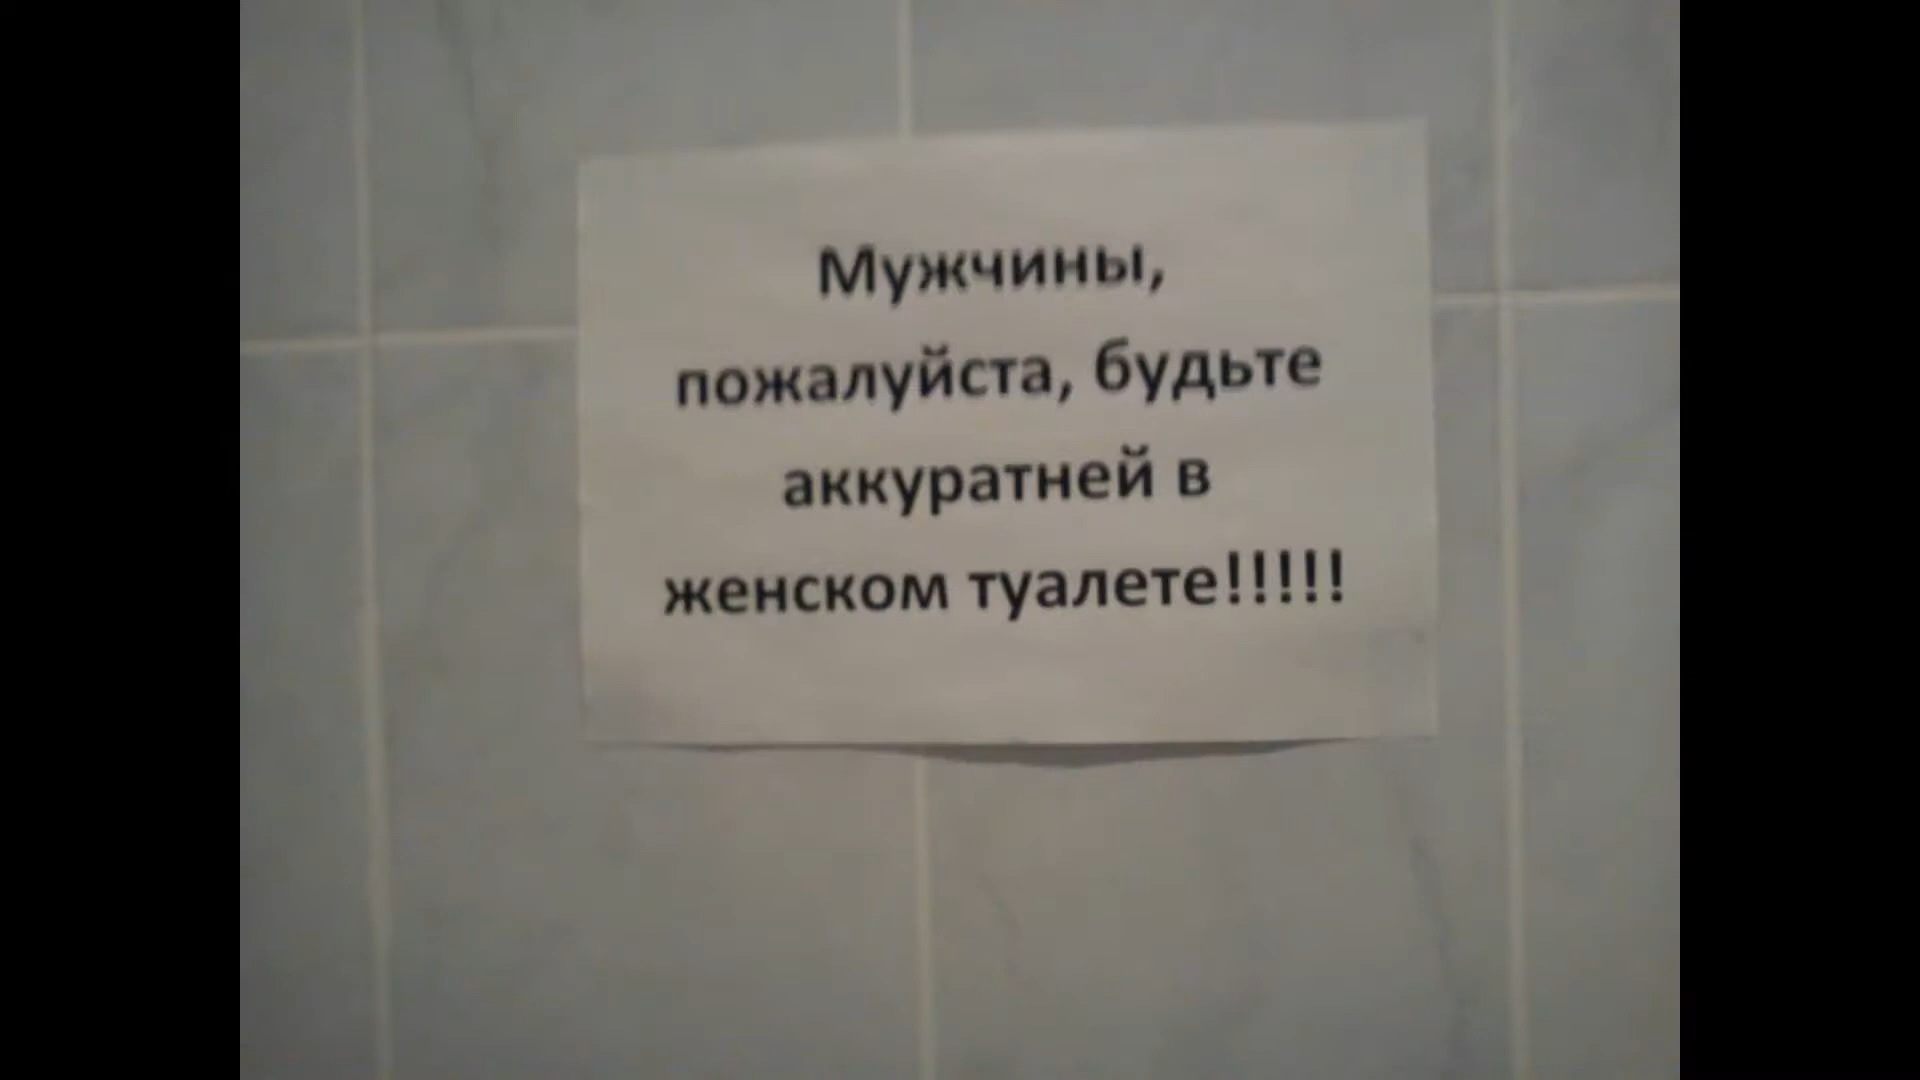 Мужчины,
пожалуйста, будьте
аккуратней в
женском туалете!!!!!